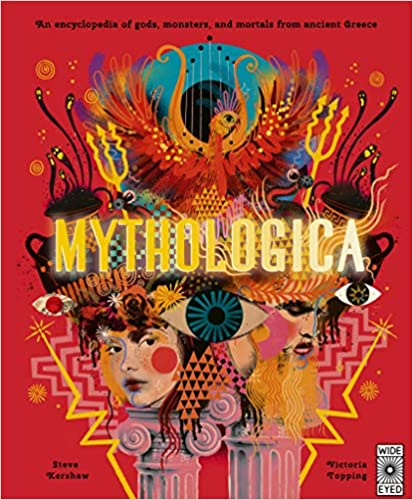 An encyclopedia of gods, monsters, and mortals from ancient Greece
MYTHOLOGICA
Steve
Kershaw
Victoria
Topping
WIDE
EYED